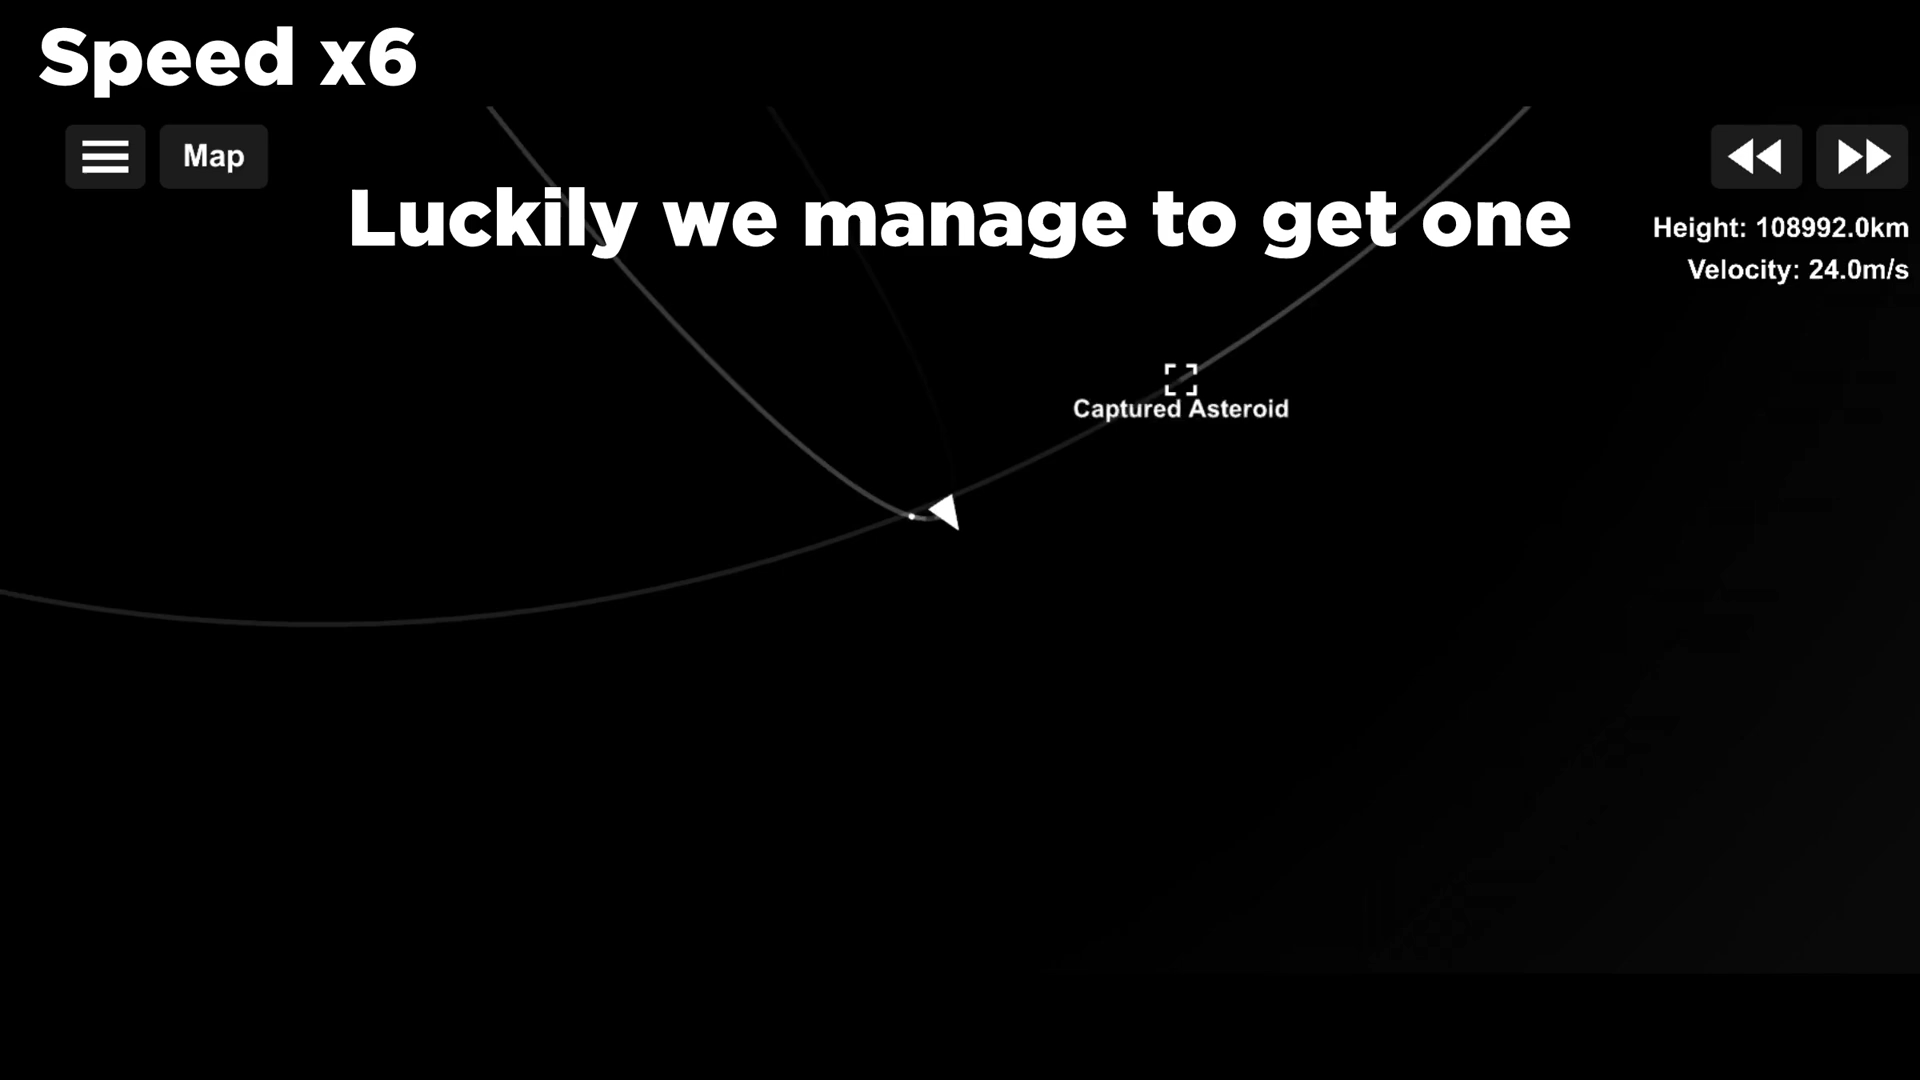 Speed x6
Map
Luckily we manage to get one
Height: 108992.0km
Velocity: 24.0m/s
Captured Asteroid